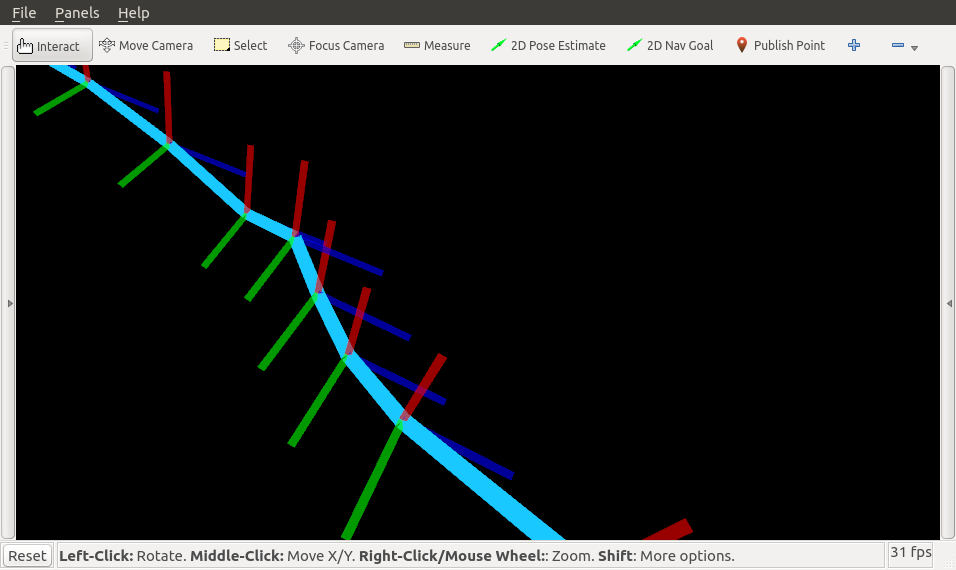 File Panels Help
Interact Move Camera Select Focus Camera Measure 2D Pose Estimate 2D Nav Goal Publish Point
Reset Left-Click: Rotate. Middle-Click: Move X/Y. Right-Click/Mouse Wheel:: Zoom. Shift: More options. 31 fps